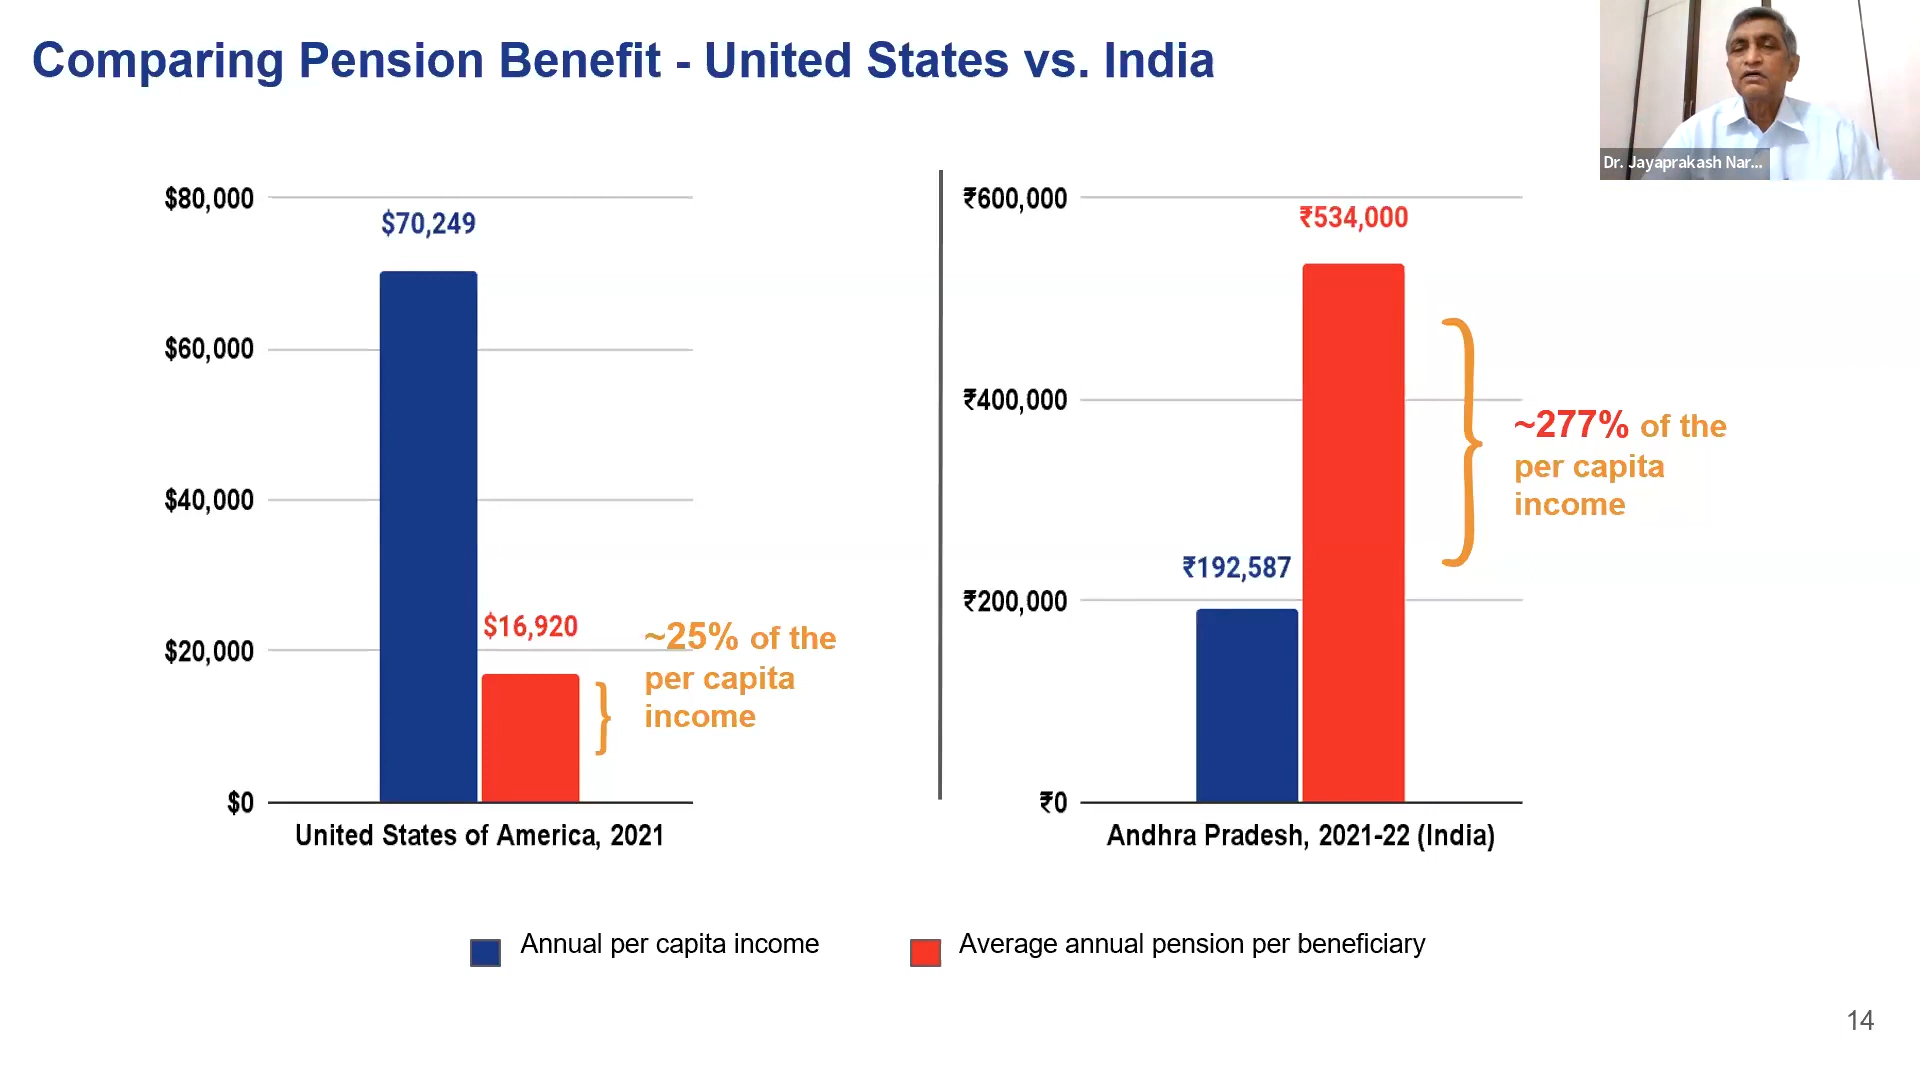 Comparing Pension Benefit - United States vs. India
Dr. Jayaprakash Nar...
$80,000
$70,249
$60,000
$40,000
$20,000
$16,920
~25% of the
per capita
income
$0
United States of America, 2021
₹600,000
₹534,000
₹400,000
~277% of the
per capita
income
₹192,587
₹200,000
₹0
Andhra Pradesh, 2021-22 (India)
Annual per capita income
Average annual pension per beneficiary
14